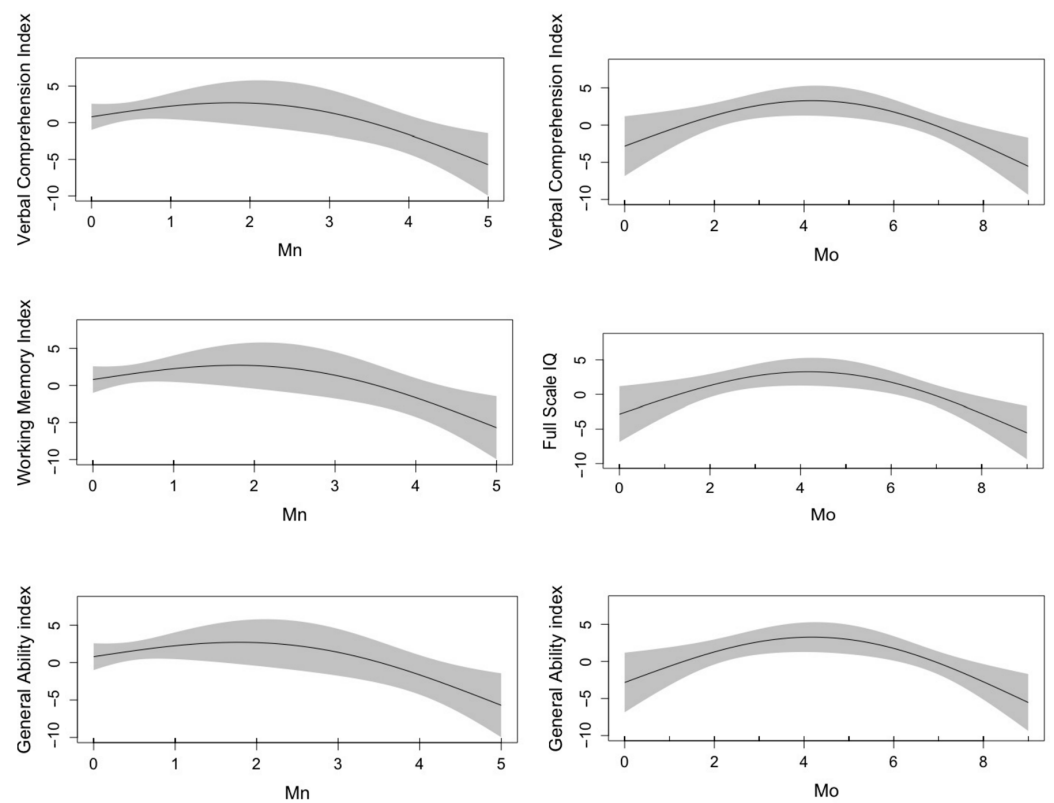 Verbal Comprehension Index
5
0
−5
−10
0 1 2 3 4 5
Mn
Verbal Comprehension Index
5
0
−5
−10
0 2 4 6 8
Mo
Working Memory Index
5
0
−5
−10
0 1 2 3 4 5
Mn
Full Scale IQ
5
0
−5
−10
0 2 4 6 8
Mo
General Ability index
5
0
−5
−10
0 1 2 3 4 5
Mn
General Ability index
5
0
−5
−10
0 2 4 6 8
Mo